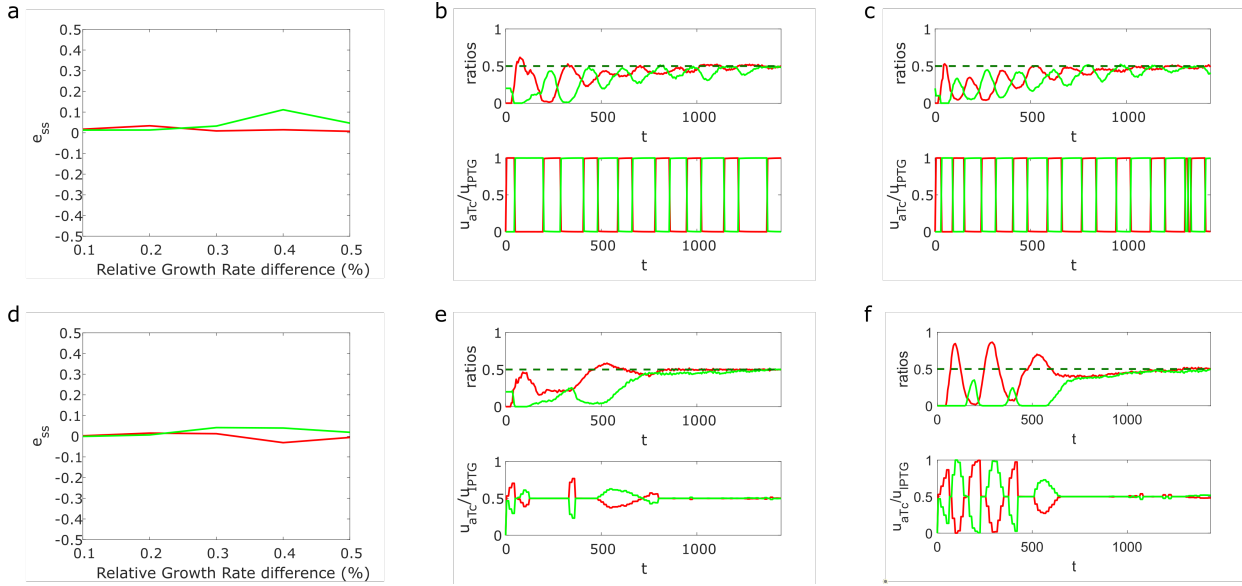 a
0.5
0.4
0.3
0.2
0.1
0
-0.1
-0.2
-0.3
-0.4
-0.5
e_ss
0.1 0.2 0.3 0.4 0.5
Relative Growth Rate difference (%)
b
1
0.5
0
ratios
500 1000
t
1
0.5
0
u_aTc/u_IPTG
0 500 1000
t
c
1
0.5
0
ratios
0 500 1000
t
1
0.5
0
u_aTc/u_IPTG
0 500 1000
t
d
0.5
0.4
0.3
0.2
0.1
0
-0.1
-0.2
-0.3
-0.4
-0.5
e_ss
0.1 0.2 0.3 0.4 0.5
Relative Growth Rate difference (%)
e
1
0.5
0
ratios
0 500 1000
t
1
0.5
0
u_aTc/u_IPTG
0 500 1000
t
f
1
0.5
0
ratios
0 500 1000
t
1
0.5
0
u_aTc/u_IPTG
0 500 1000
t